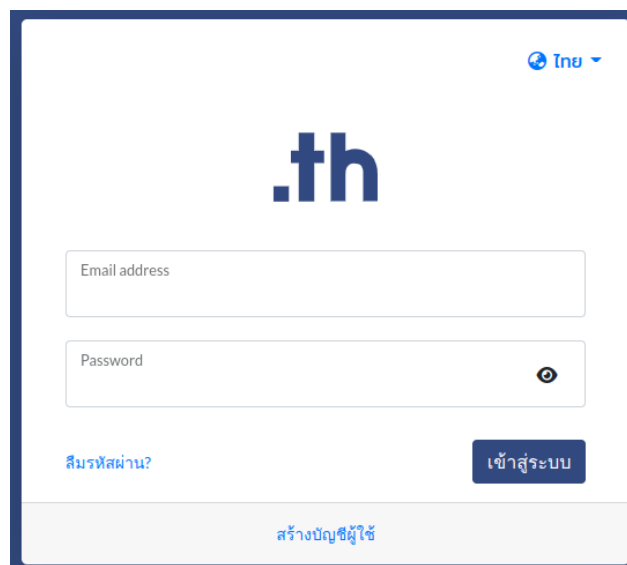 ไทย
.th
Email address
Password
ลืมรหัสผ่าน?
เข้าสู่ระบบ
สร้างบัญชีผู้ใช้